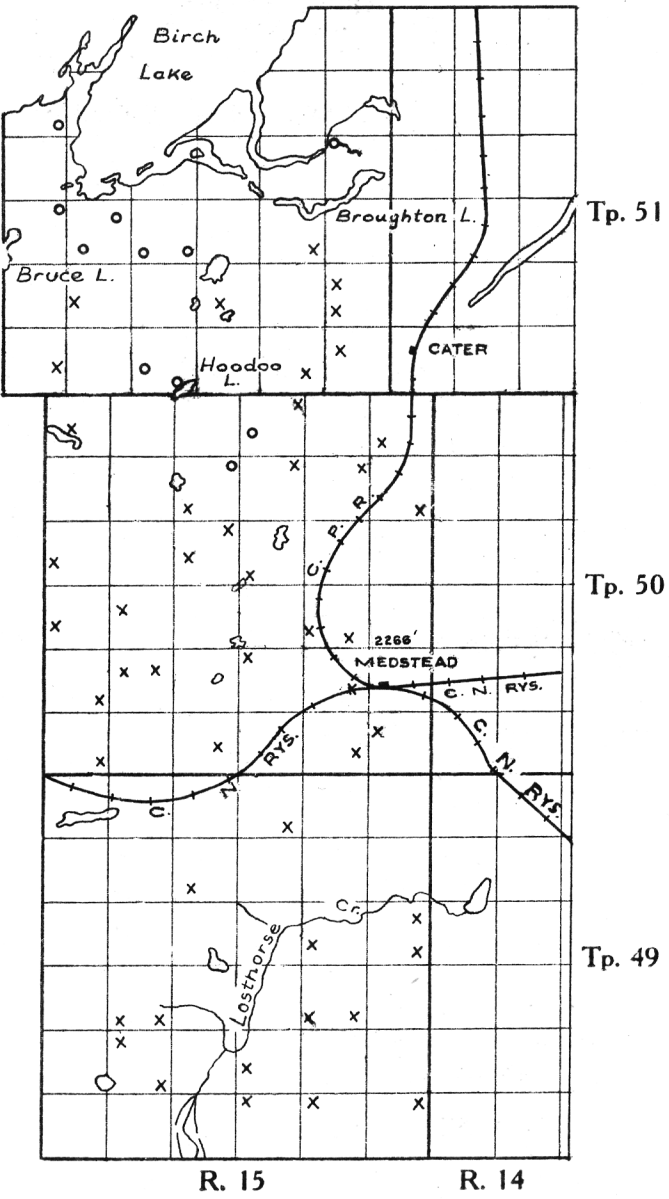 Birch
Lake
Tp. 51
Broughton L.
Bruce L.
CATER
Hoodoo
L.
C. P. R.
Tp. 50
2266'
MEDSTEAD
C. N. RYS.
C. N. RYS.
C. N. RYS.
Cr.
Losthorse
Tp. 49
R. 15
R. 14